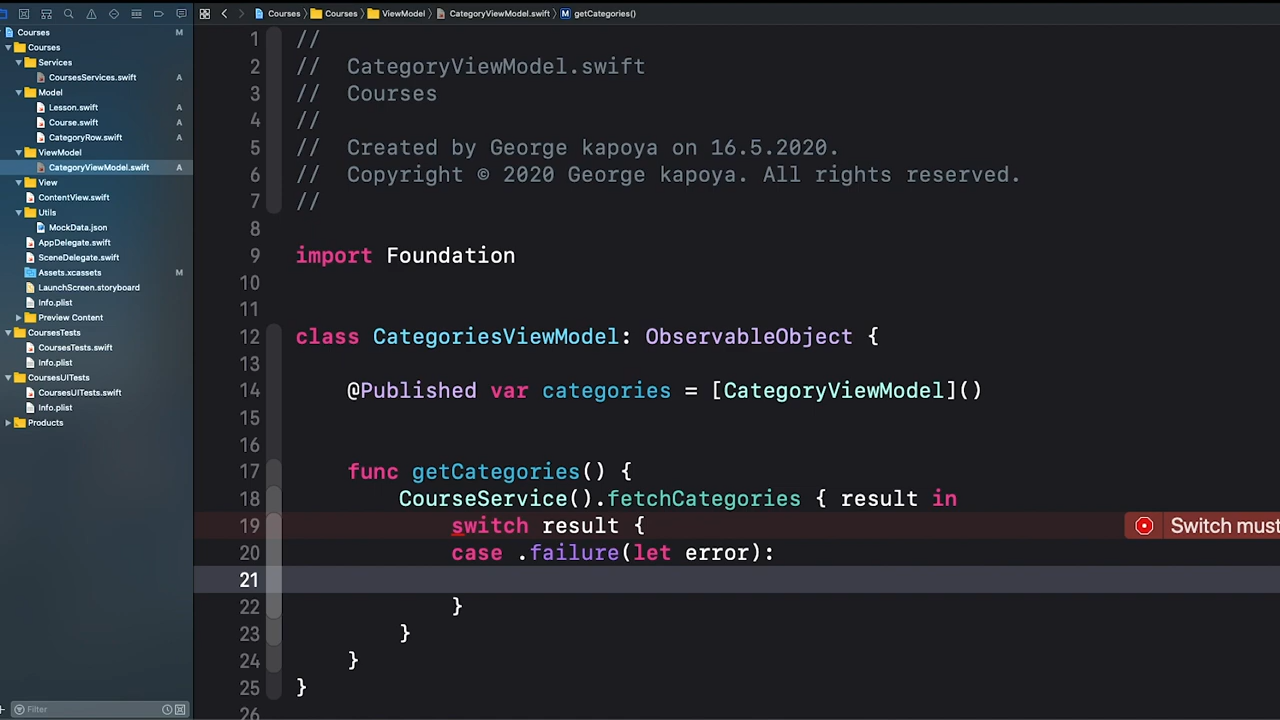 Courses
Courses
ViewModel
CategoryViewModel.swift
getCategories()
Courses M
Courses
Services
CoursesServices.swift A
Model
Lesson.swift A
Course.swift A
CategoryRow.swift A
ViewModel
CategoryViewModel.swift A
View
ContentView.swift
Utils
MockData.json
AppDelegate.swift
SceneDelegate.swift
Assets.xcassets M
LaunchScreen.storyboard
Info.plist
Preview Content
CoursesTests
CoursesTests.swift
Info.plist
CoursesUITests
CoursesUITests.swift
Info.plist
Products
Filter
1 //
2 // CategoryViewModel.swift
3 // Courses
4 //
5 // Created by George kapoya on 16.5.2020.
6 // Copyright © 2020 George kapoya. All rights reserved.
7 //
8
9 import Foundation
10
11
12 class CategoriesViewModel: ObservableObject {
13
14 @Published var categories = [CategoryViewModel]()
15
16
17 func getCategories() {
18 CourseService().fetchCategories { result in
19 switch result { Switch must
20 case .failure(let error):
21
22 }
23 }
24 }
25 }
26